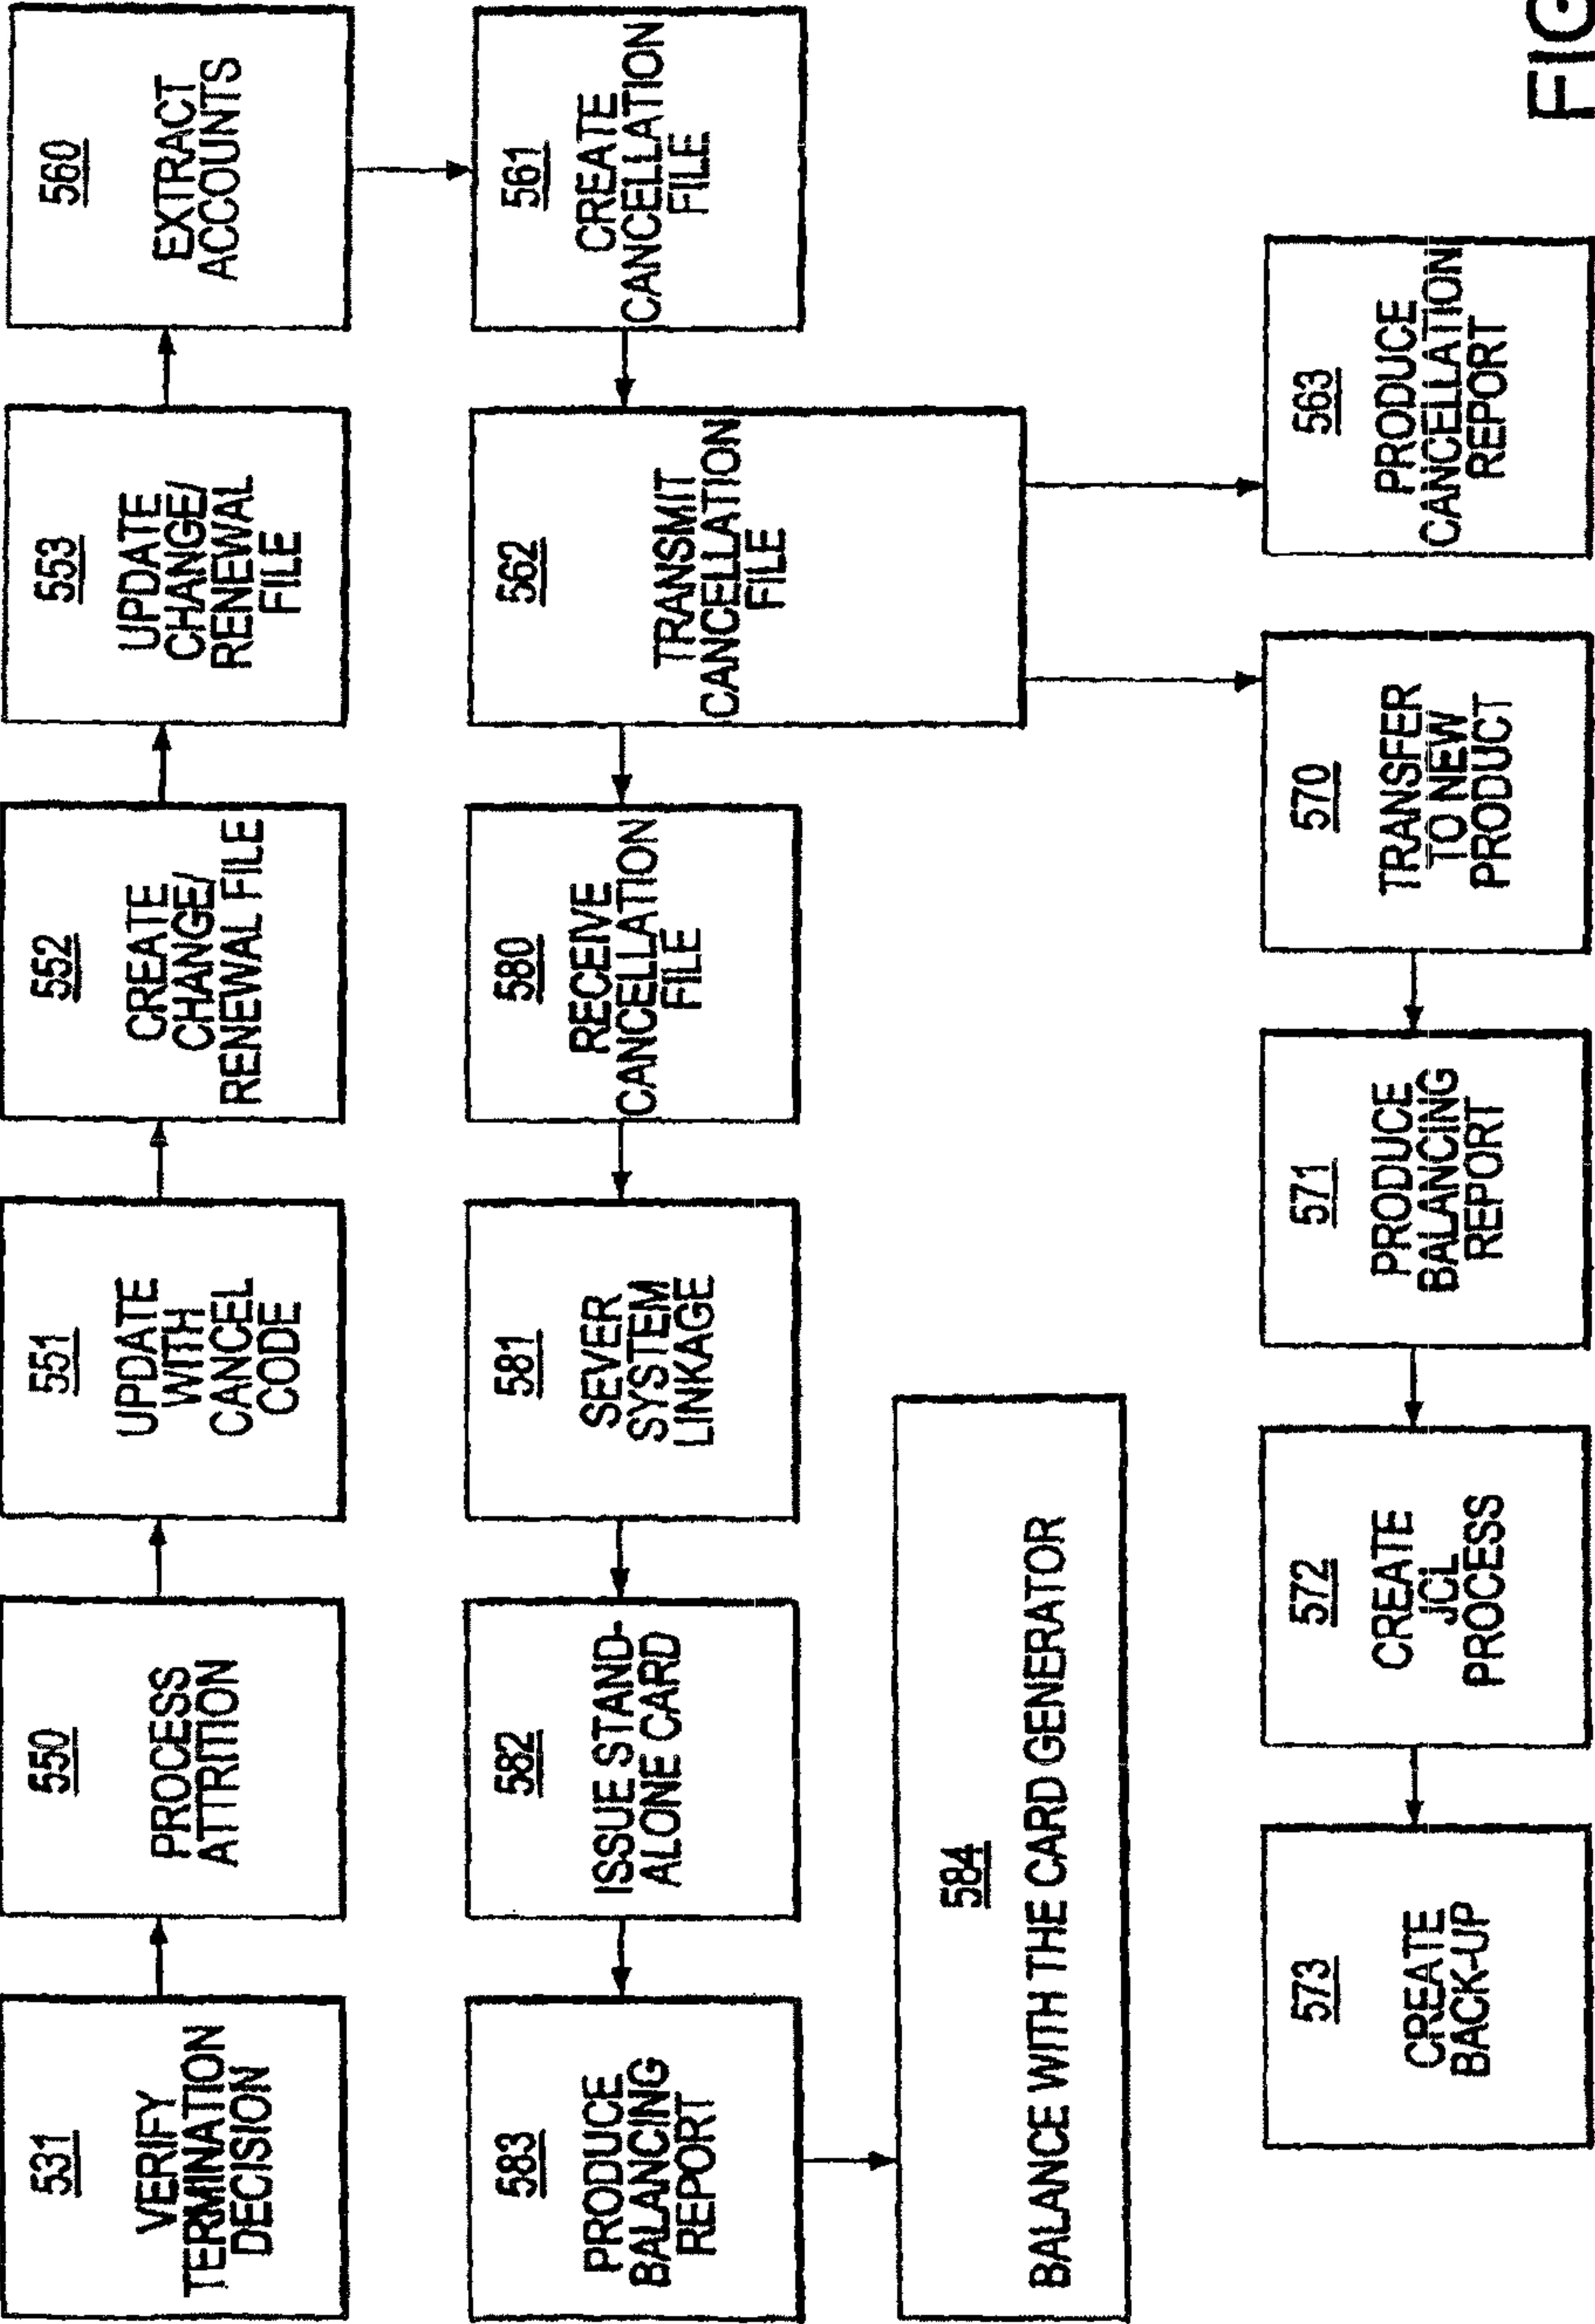 531
VERIFY
TERMINATION
DECISION
550
PROCESS
ATTRITION
551
UPDATE
WITH
CANCEL
CODE
552
CREATE
CHANGE/
RENEWAL FILE
553
UPDATE
CHANGE/
RENEWAL
FILE
560
EXTRACT
ACCOUNTS
561
CREATE
CANCELLATION
FILE
562
TRANSMIT
CANCELLATION
FILE
580
RECEIVE
CANCELLATION
FILE
581
SEVER
SYSTEM
LINKAGE
582
ISSUE STAND-
ALONE CARD
583
PRODUCE
BALANCING
REPORT
584
BALANCE WITH THE CARD GENERATOR
563
PRODUCE
CANCELLATION
REPORT
570
TRANSFER
TO NEW
PRODUCT
571
PRODUCE
BALANCING
REPORT
572
CREATE
JCL
PROCESS
573
CREATE
BACK-UP
FIG